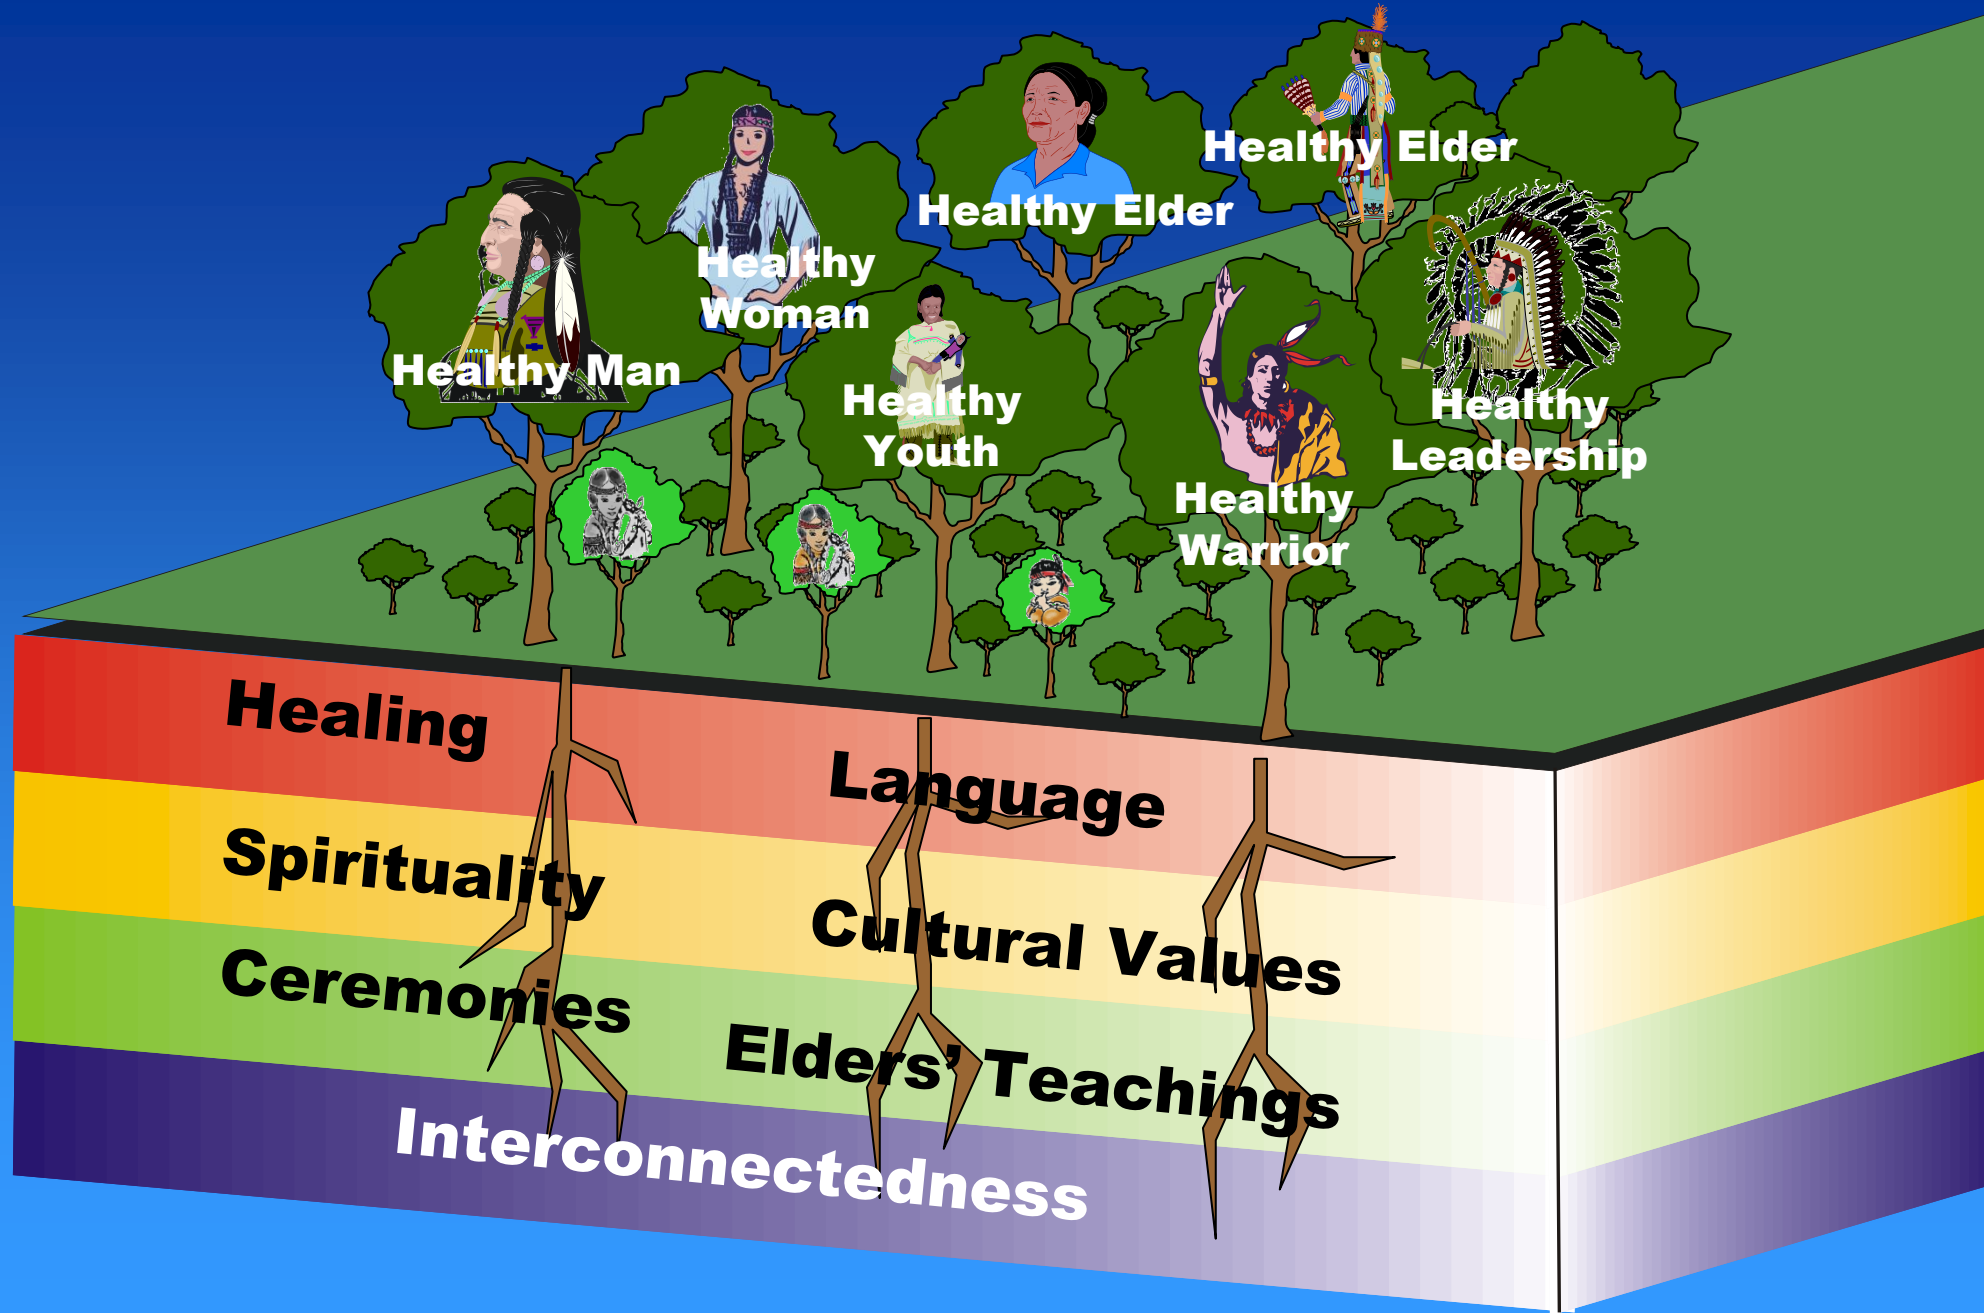 Healthy Elder
Healthy Elder
Healthy
Woman
Healthy Man
Healthy
Youth
Healthy
Leadership
Healthy
Warrior
Healing
Language
Spirituality
Cultural Values
Ceremonies
Elders’ Teachings
Interconnectedness